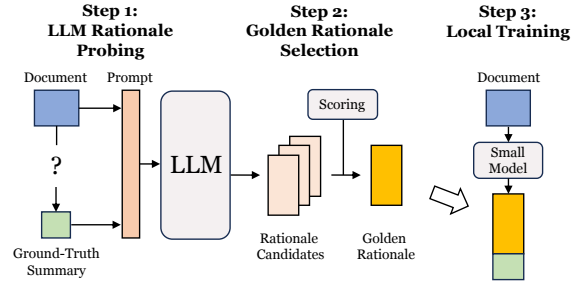 Step 1:
LLM Rationale
Probing
Step 2:
Golden Rationale
Selection
Step 3:
Local Training
Document
Prompt
?
Ground-Truth
Summary
LLM
Scoring
Rationale
Candidates
Golden
Rationale
Document
Small
Model